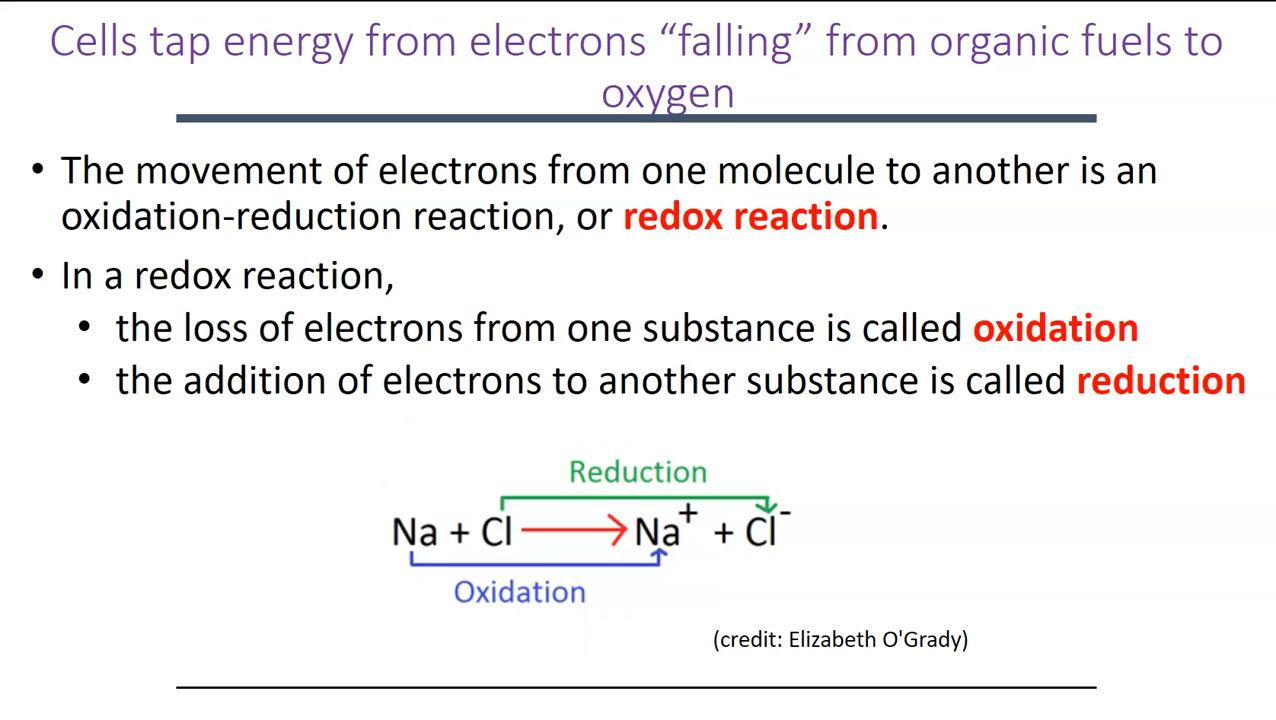 Cells tap energy from electrons “falling” from organic fuels to
oxygen
• The movement of electrons from one molecule to another is an
oxidation-reduction reaction, or redox reaction.
• In a redox reaction,
• the loss of electrons from one substance is called oxidation
• the addition of electrons to another substance is called reduction
Reduction
Na + Cl → Na⁺ + Cl⁻
Oxidation
(credit: Elizabeth O'Grady)